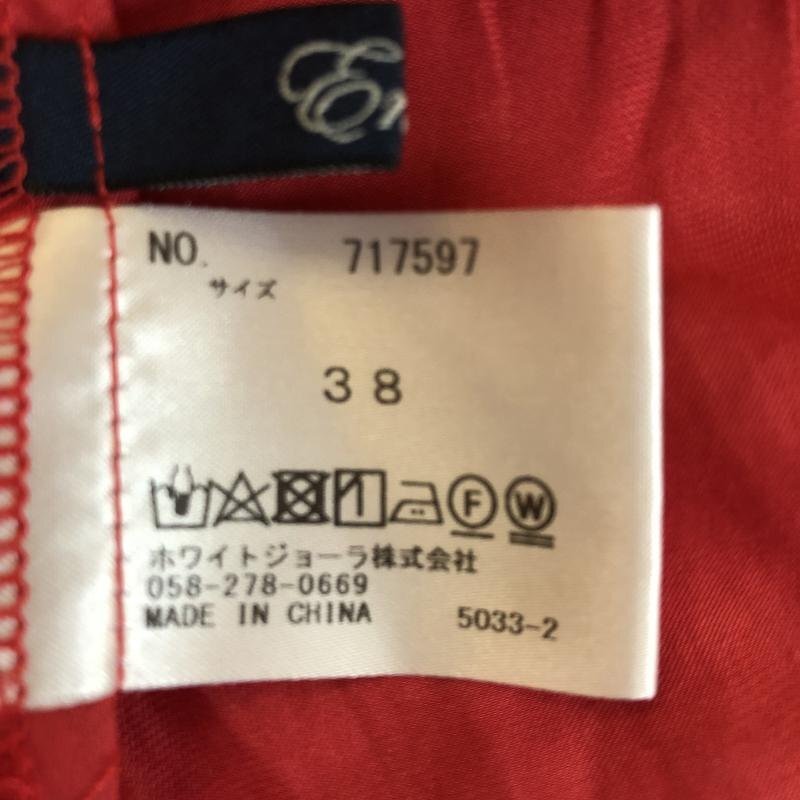 NO. 717597
サイズ
38
F W
ホワイトジョーラ株式会社
058-278-0669
MADE IN CHINA 5033-2